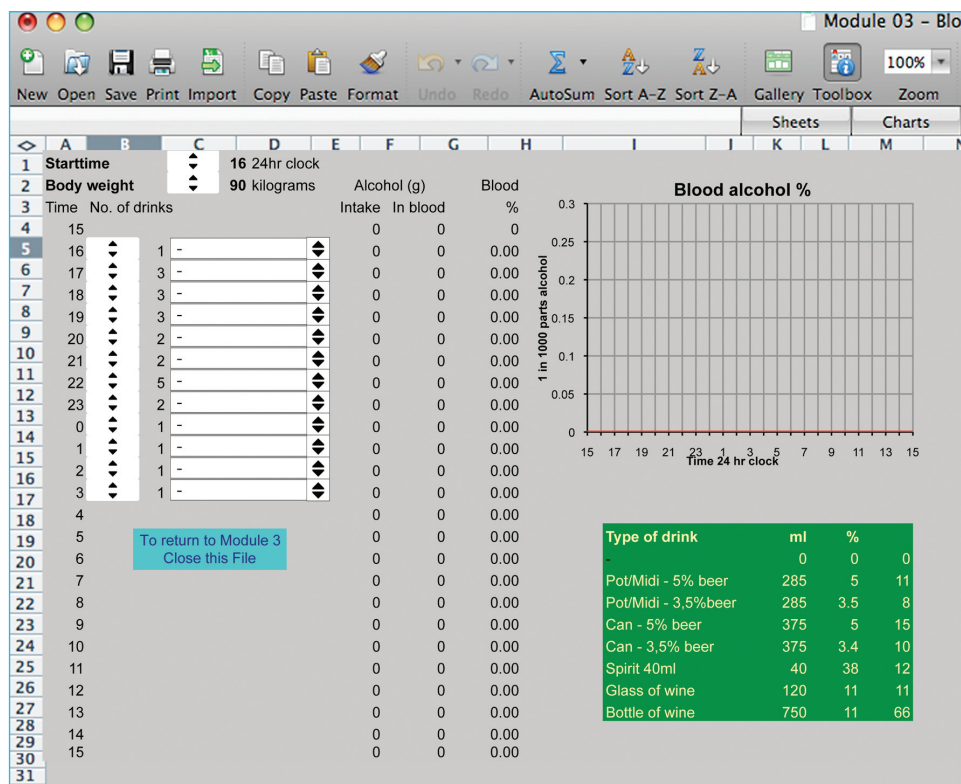 Module 03 – Blo
New Open Save Print Import Copy Paste Format Undo Redo AutoSum Sort A–Z Sort Z–A Gallery Toolbox 100% Zoom
Sheets Charts
A B C D E F G H I J K L M
1 Starttime 16 24hr clock
2 Body weight 90 kilograms Alcohol (g) Blood
3 Time No. of drinks Intake In blood %
4 15 0 0 0
5 16 1 - 0 0 0.00
6 17 3 - 0 0 0.00
7 18 3 - 0 0 0.00
8 19 3 - 0 0 0.00
9 20 2 - 0 0 0.00
10 21 2 - 0 0 0.00
11 22 5 - 0 0 0.00
12 23 2 - 0 0 0.00
13 0 1 - 0 0 0.00
14 1 1 - 0 0 0.00
15 2 1 - 0 0 0.00
16 3 1 - 0 0 0.00
17 4 0 0 0.00
18 5 0 0 0.00
19 6 0 0 0.00
20 7 0 0 0.00
21 8 0 0 0.00
22 9 0 0 0.00
23 10 0 0 0.00
24 11 0 0 0.00
25 12 0 0 0.00
26 13 0 0 0.00
27 14 0 0 0.00
28 15 0 0 0.00
29
30
31
To return to Module 3
Close this File
Blood alcohol %
1 in 1000 parts alcohol
0.3
0.25
0.2
0.15
0.1
0.05
0
15 17 19 21 23 1 3 5 7 9 11 13 15
Time 24 hr clock
Type of drink ml %
- 0 0 0
Pot/Midi - 5% beer 285 5 11
Pot/Midi - 3,5%beer 285 3.5 8
Can - 5% beer 375 5 15
Can - 3,5% beer 375 3.4 10
Spirit 40ml 40 38 12
Glass of wine 120 11 11
Bottle of wine 750 11 66